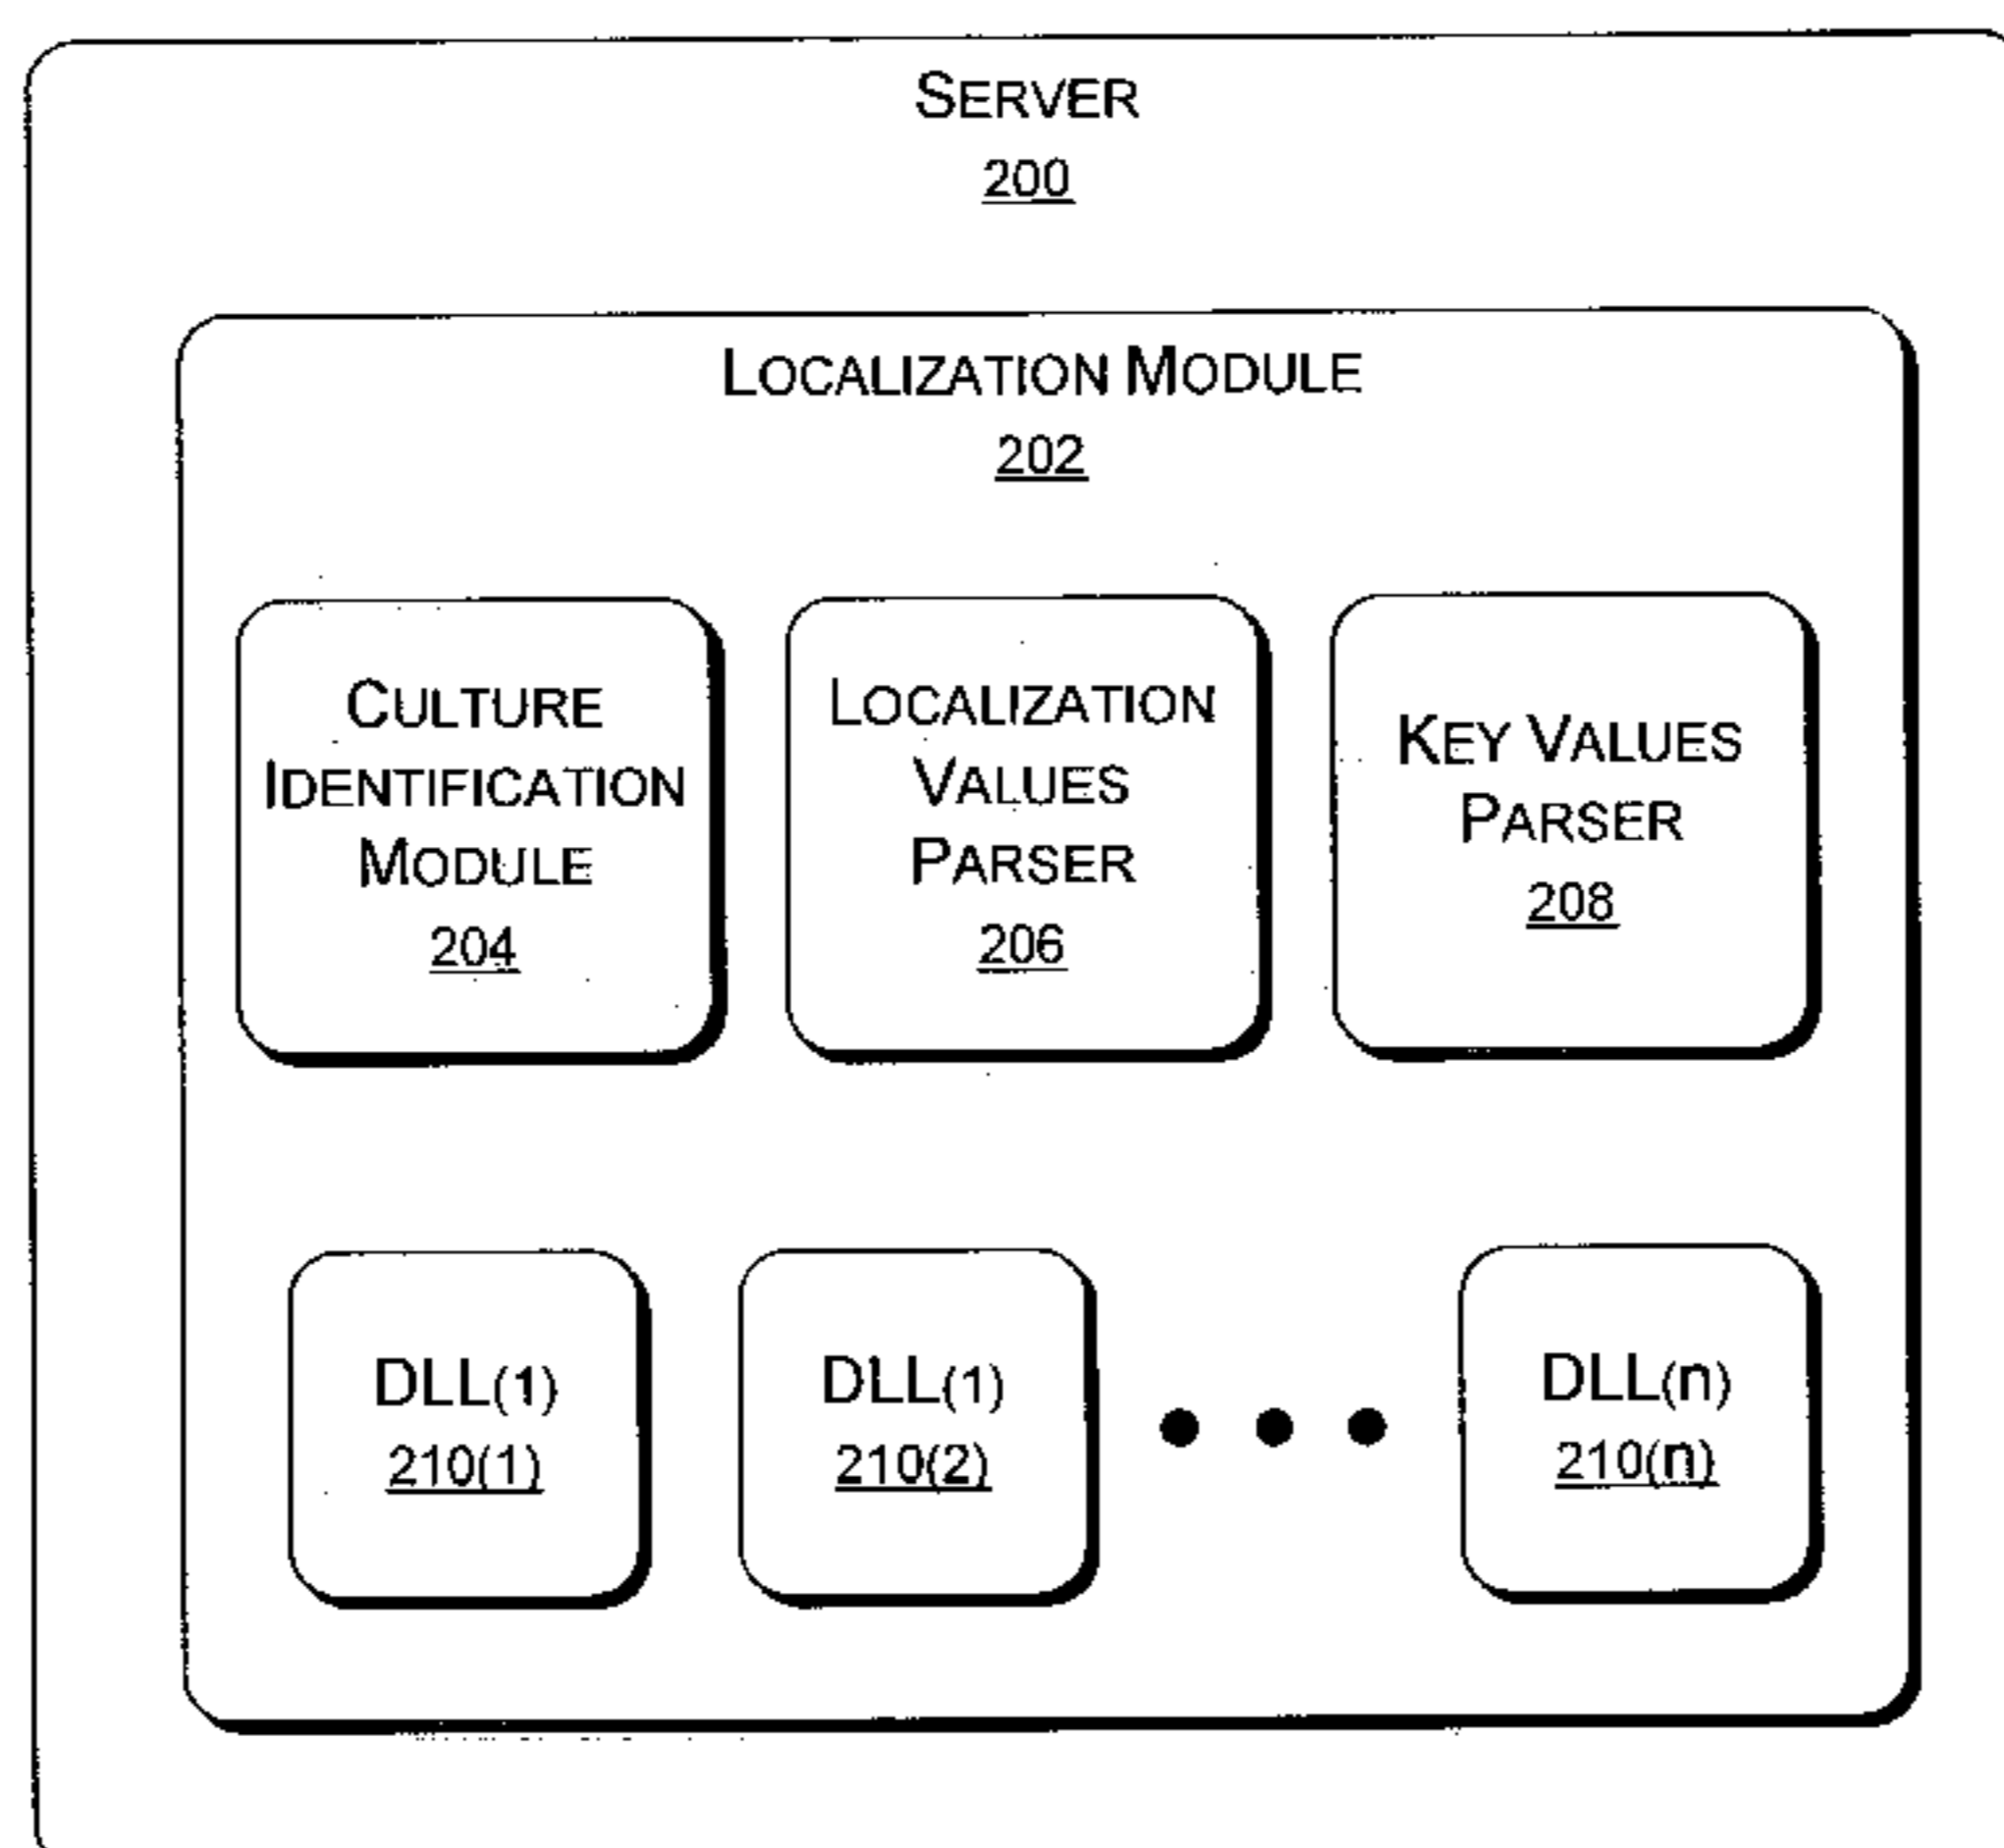 SERVER
200
LOCALIZATION MODULE
202
CULTURE
IDENTIFICATION
MODULE
204
LOCALIZATION
VALUES
PARSER
206
KEY VALUES
PARSER
208
DLL(1)
210(1)
DLL(1)
210(2)
DLL(n)
210(n)